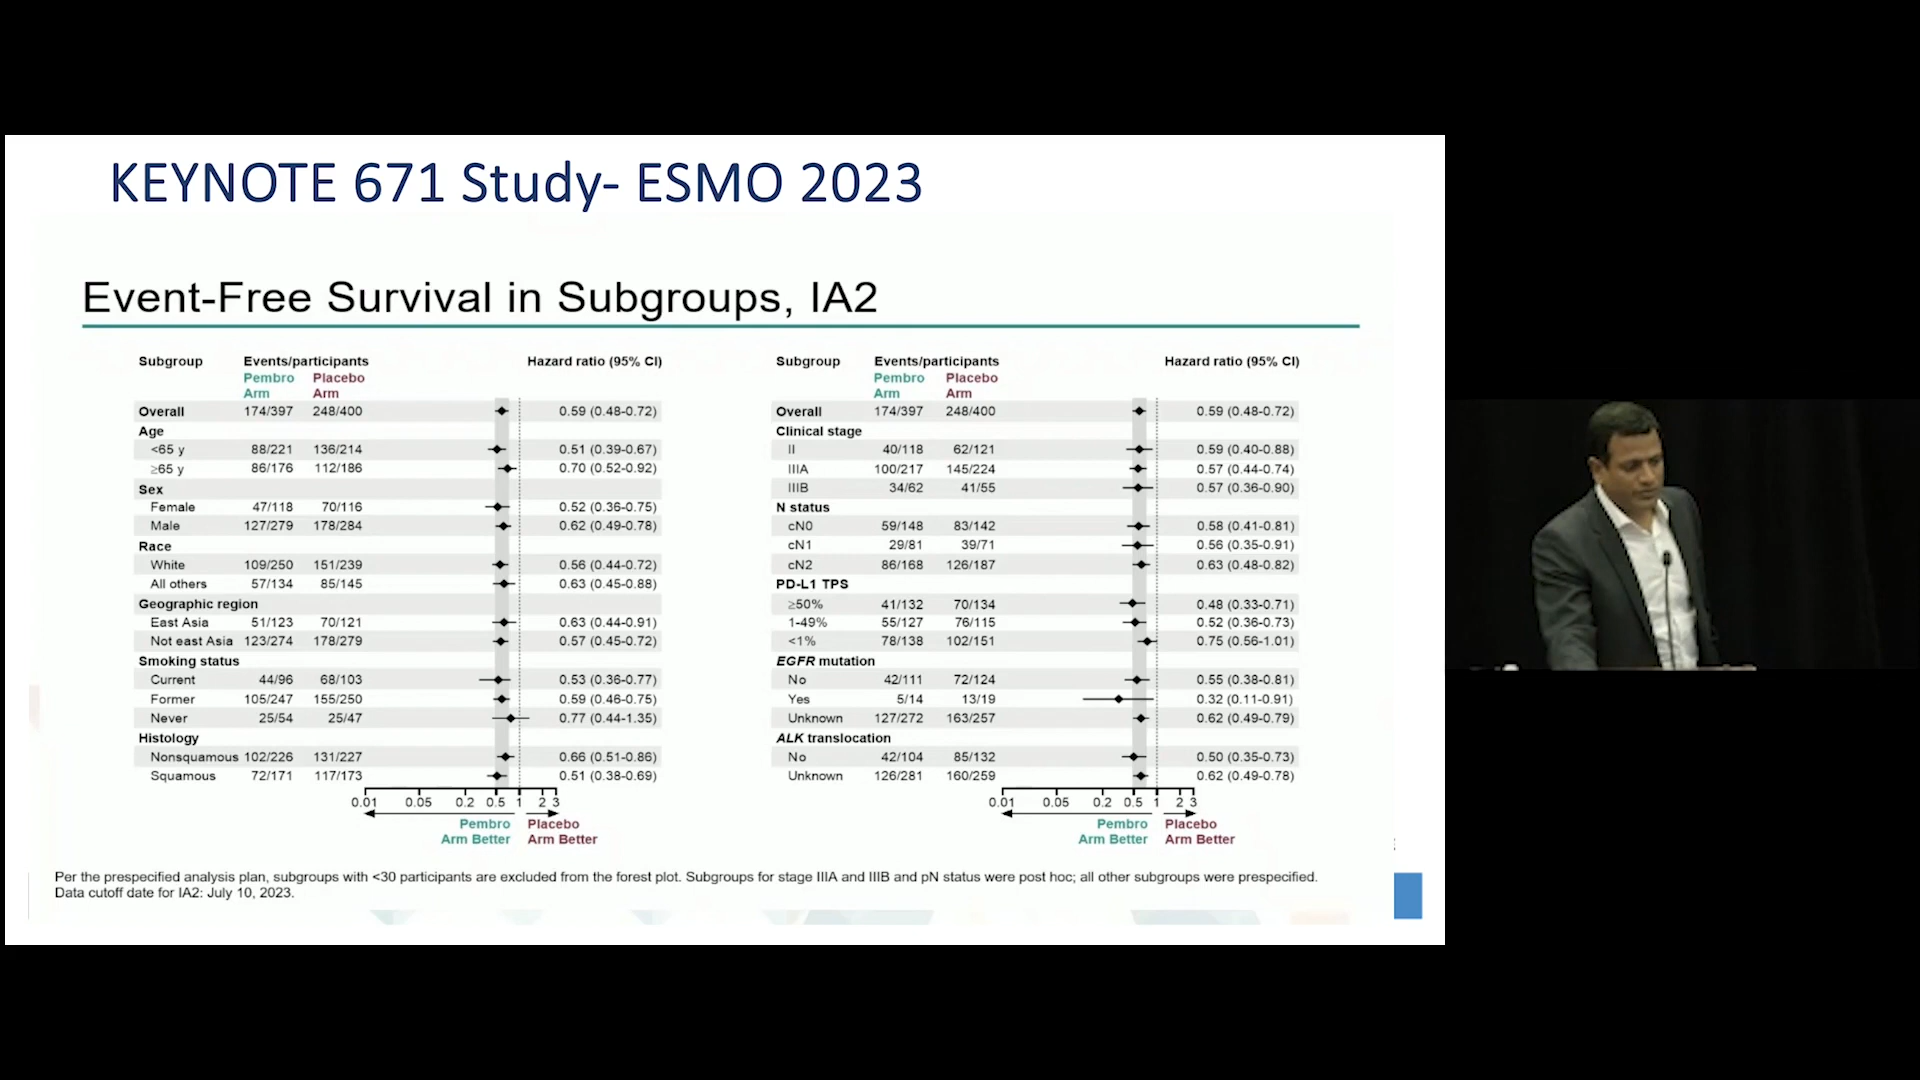 KEYNOTE 671 Study- ESMO 2023
Event-Free Survival in Subgroups, IA2
Subgroup Events/participants Hazard ratio (95% CI)
Pembro Arm Placebo Arm
Overall 174/397 248/400 0.59 (0.48-0.72)
Age
<65 y 88/221 136/214 0.51 (0.39-0.67)
≥65 y 86/176 112/186 0.70 (0.52-0.92)
Sex
Female 47/118 70/116 0.52 (0.36-0.75)
Male 127/279 178/284 0.62 (0.49-0.78)
Race
White 109/250 151/239 0.56 (0.44-0.72)
All others 57/134 85/145 0.63 (0.45-0.88)
Geographic region
East Asia 51/123 70/121 0.63 (0.44-0.91)
Not east Asia 123/274 178/279 0.57 (0.45-0.72)
Smoking status
Current 44/96 68/103 0.53 (0.36-0.77)
Former 105/247 155/250 0.59 (0.46-0.75)
Never 25/54 25/47 0.77 (0.44-1.35)
Histology
Nonsquamous 102/226 131/227 0.66 (0.51-0.86)
Squamous 72/171 117/173 0.51 (0.38-0.69)
0.01 0.05 0.2 0.5 1 2 3
Pembro Arm Better Placebo Arm Better
Subgroup Events/participants Hazard ratio (95% CI)
Pembro Arm Placebo Arm
Overall 174/397 248/400 0.59 (0.48-0.72)
Clinical stage
II 40/118 62/121 0.59 (0.40-0.88)
IIIA 100/217 145/224 0.57 (0.44-0.74)
IIIB 34/62 41/55 0.57 (0.36-0.90)
N status
cN0 59/148 83/142 0.58 (0.41-0.81)
cN1 29/81 39/71 0.56 (0.35-0.91)
cN2 86/168 126/187 0.63 (0.48-0.82)
PD-L1 TPS
≥50% 41/132 70/134 0.48 (0.33-0.71)
1-49% 55/127 76/115 0.52 (0.36-0.73)
<1% 78/138 102/151 0.75 (0.56-1.01)
EGFR mutation
No 42/111 72/124 0.55 (0.38-0.81)
Yes 5/14 13/19 0.32 (0.11-0.91)
Unknown 127/272 163/257 0.62 (0.49-0.79)
ALK translocation
No 42/104 85/132 0.50 (0.35-0.73)
Unknown 126/281 160/259 0.62 (0.49-0.78)
0.01 0.05 0.2 0.5 1 2 3
Pembro Arm Better Placebo Arm Better
Per the prespecified analysis plan, subgroups with <30 participants are excluded from the forest plot. Subgroups for stage IIIA and IIIB and pN status were post hoc; all other subgroups were prespecified.
Data cutoff date for IA2: July 10, 2023.